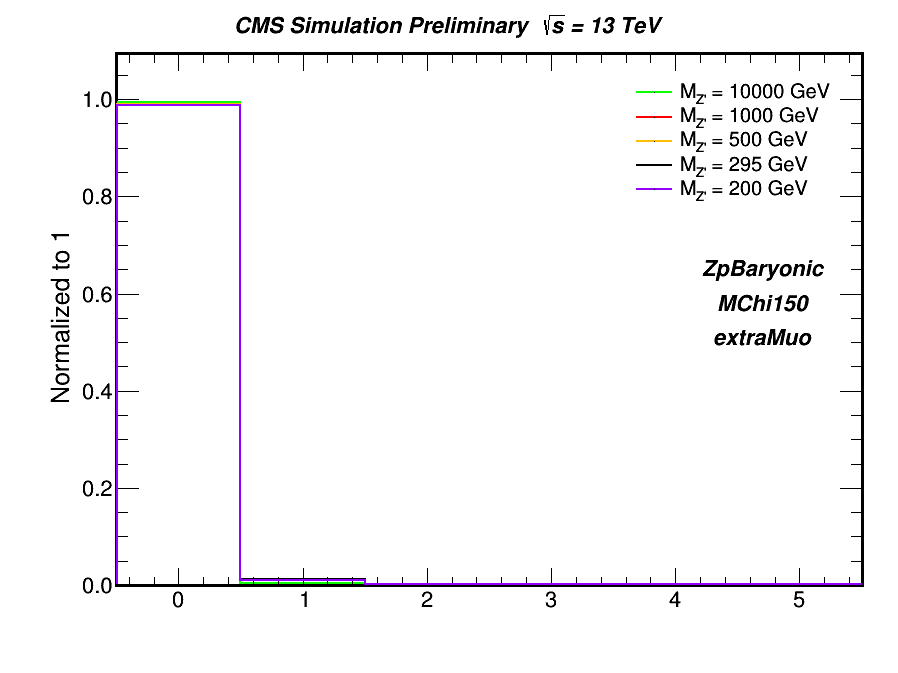 CMS Simulation Preliminary √s = 13 TeV
Normalized to 1
1.0
0.8
0.6
0.4
0.2
0.0
0 1 2 3 4 5
M_Z' = 10000 GeV
M_Z' = 1000 GeV
M_Z' = 500 GeV
M_Z' = 295 GeV
M_Z' = 200 GeV
ZpBaryonic
MChi150
extraMuo